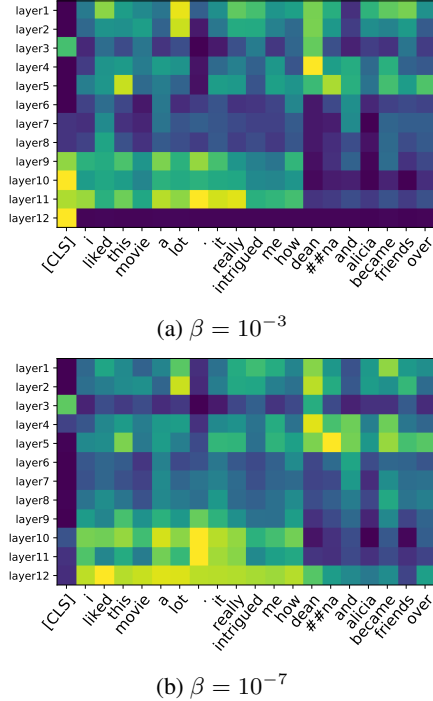 layer1
layer2
layer3
layer4
layer5
layer6
layer7
layer8
layer9
layer10
layer11
layer12
[CLS] i liked this movie a lot . it really intrigued me how dean ##na and alicia became friends over
(a) β = 10⁻³
layer1
layer2
layer3
layer4
layer5
layer6
layer7
layer8
layer9
layer10
layer11
layer12
[CLS] i liked this movie a lot . it really intrigued me how dean ##na and alicia became friends over
(b) β = 10⁻⁷